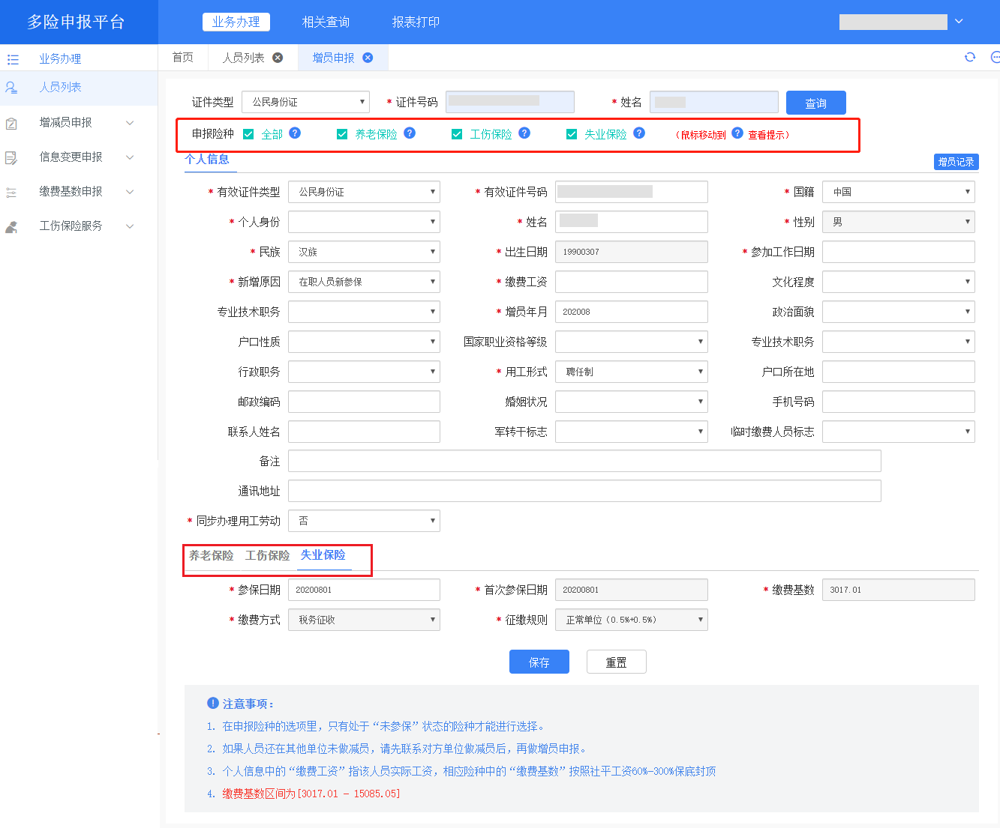 多险申报平台 业务办理 相关查询 报表打印
业务办理 首页 人员列表 增员申报
人员列表
增减员申报
信息变更申报
缴费基数申报
工伤保险服务
证件类型 公民身份证 * 证件号码 * 姓名 查询
申报险种 全部 养老保险 工伤保险 失业保险 (鼠标移动到 ? 查看提示)
个人信息 增员记录
* 有效证件类型 公民身份证 * 有效证件号码 * 国籍 中国
* 个人身份 * 姓名 * 性别 男
* 民族 汉族 * 出生日期 19900307 * 参加工作日期
* 新增原因 在职人员新参保 * 缴费工资 文化程度
专业技术职务 * 增员年月 202008 政治面貌
户口性质 国家职业资格等级 专业技术职务
行政职务 * 用工形式 聘任制 户口所在地
邮政编码 婚姻状况 手机号码
联系人姓名 军转干标志 临时缴费人员标志
备注
通讯地址
* 同步办理用工劳动 否
养老保险 工伤保险 失业保险
* 参保日期 20200801 * 首次参保日期 20200801 * 缴费基数 3017.01
* 缴费方式 税务征收 * 征缴规则 正常单位（0.5%+0.5%）
保存 重置
注意事项：
1. 在申报险种的选项里，只有处于“未参保”状态的险种才能进行选择。
2. 如果人员还在其他单位未做减员，请先联系对方单位做减员后，再做增员申报。
3. 个人信息中的“缴费工资”指该人员实际工资，相应险种中的“缴费基数”按照社平工资60%-300%保底封顶
4. 缴费基数区间为[3017.01 - 15085.05]